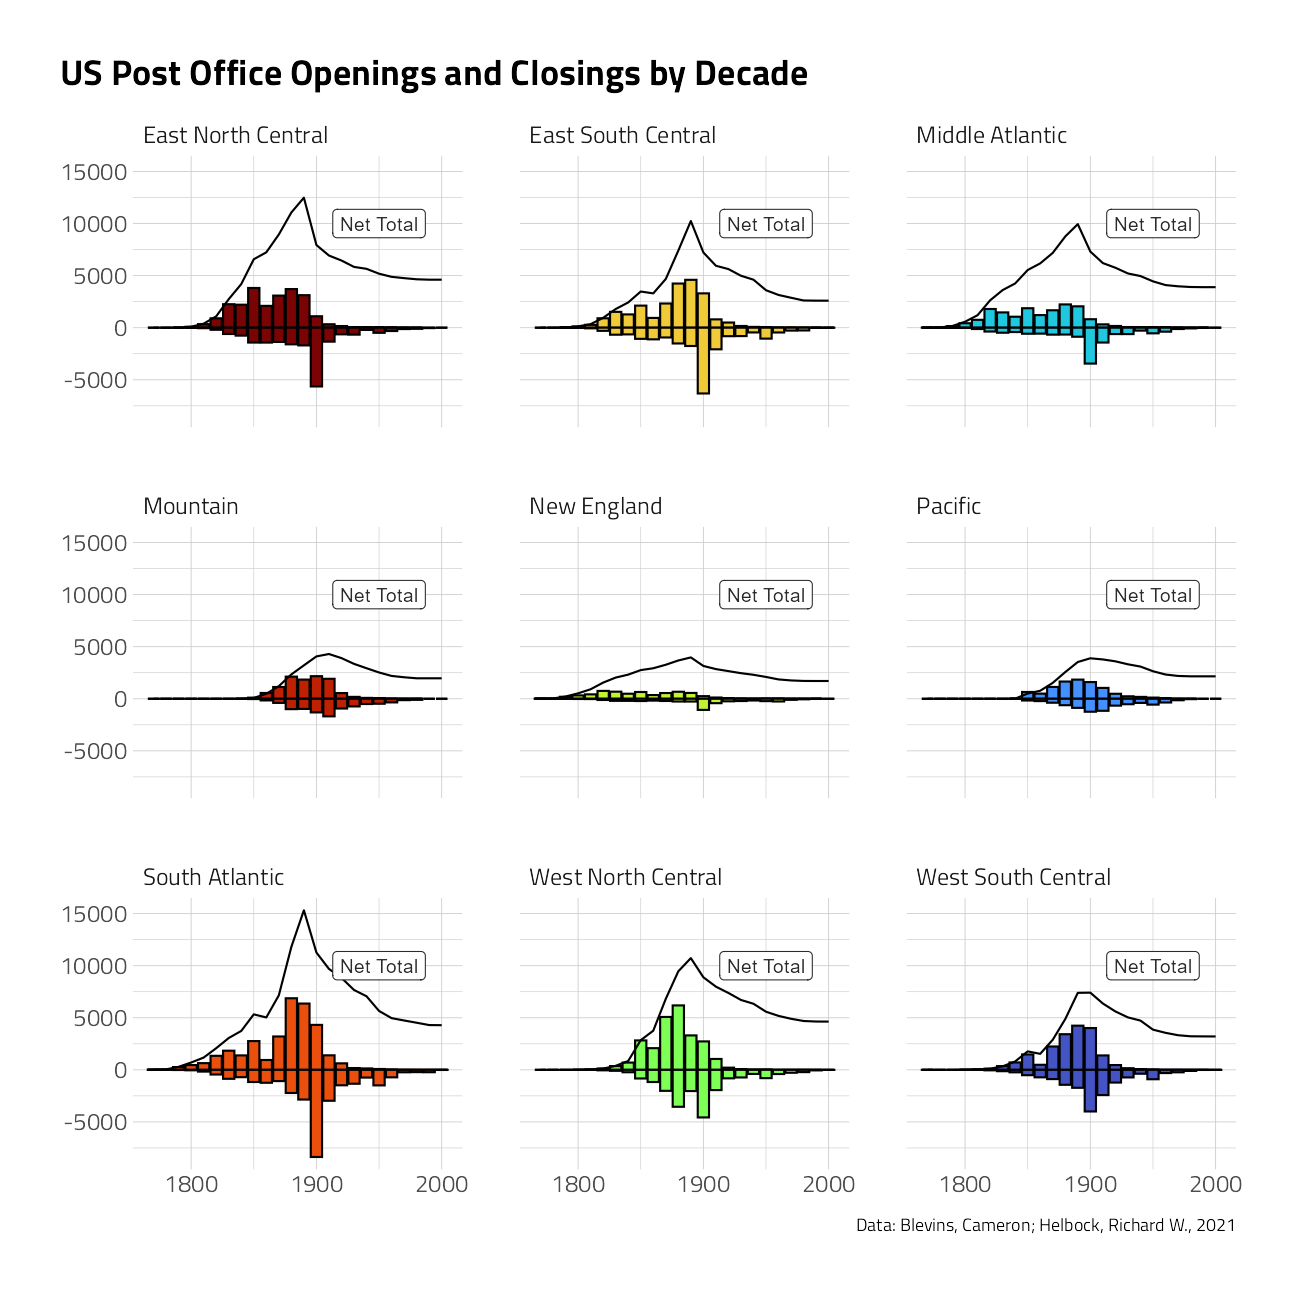 US Post Office Openings and Closings by Decade
East North Central
East South Central
Middle Atlantic
15000
10000
5000
0
-5000
Net Total
Net Total
Net Total
Mountain
New England
Pacific
15000
10000
5000
0
-5000
Net Total
Net Total
Net Total
South Atlantic
West North Central
West South Central
15000
10000
5000
0
-5000
Net Total
Net Total
Net Total
1800 1900 2000
1800 1900 2000
1800 1900 2000
Data: Blevins, Cameron; Helbock, Richard W., 2021